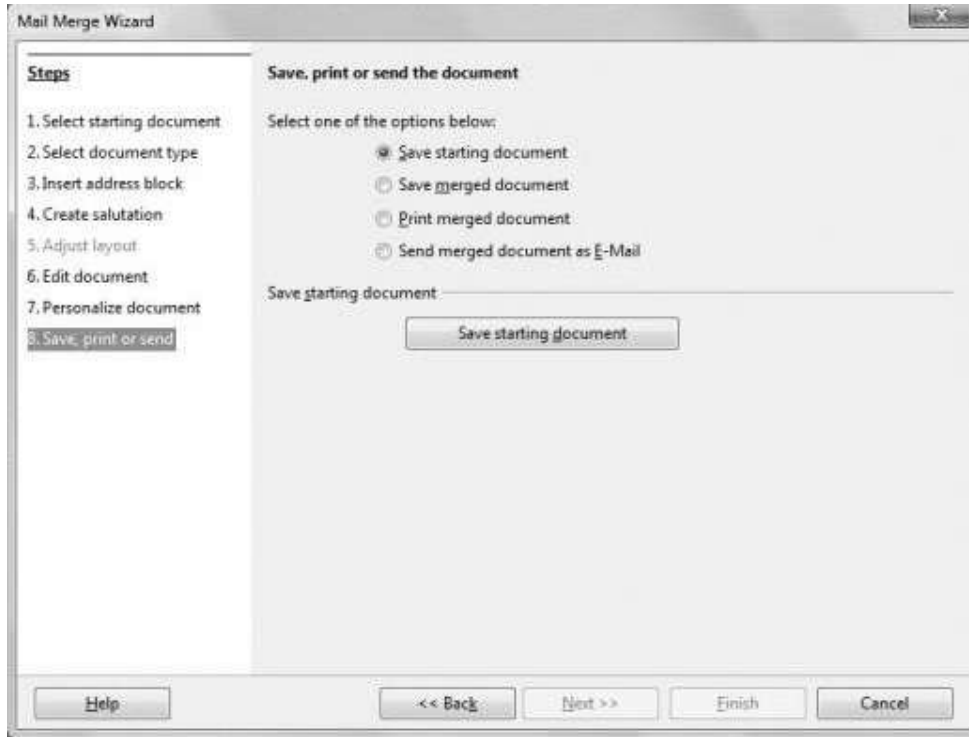 Mail Merge Wizard
Steps
1. Select starting document
2. Select document type
3. Insert address block
4. Create salutation
5. Adjust layout
6. Edit document
7. Personalize document
8. Save, print or send
Save, print or send the document
Select one of the options below:
Save starting document
Save merged document
Print merged document
Send merged document as E-Mail
Save starting document
Save starting document
Help
<< Back
Next >>
Finish
Cancel